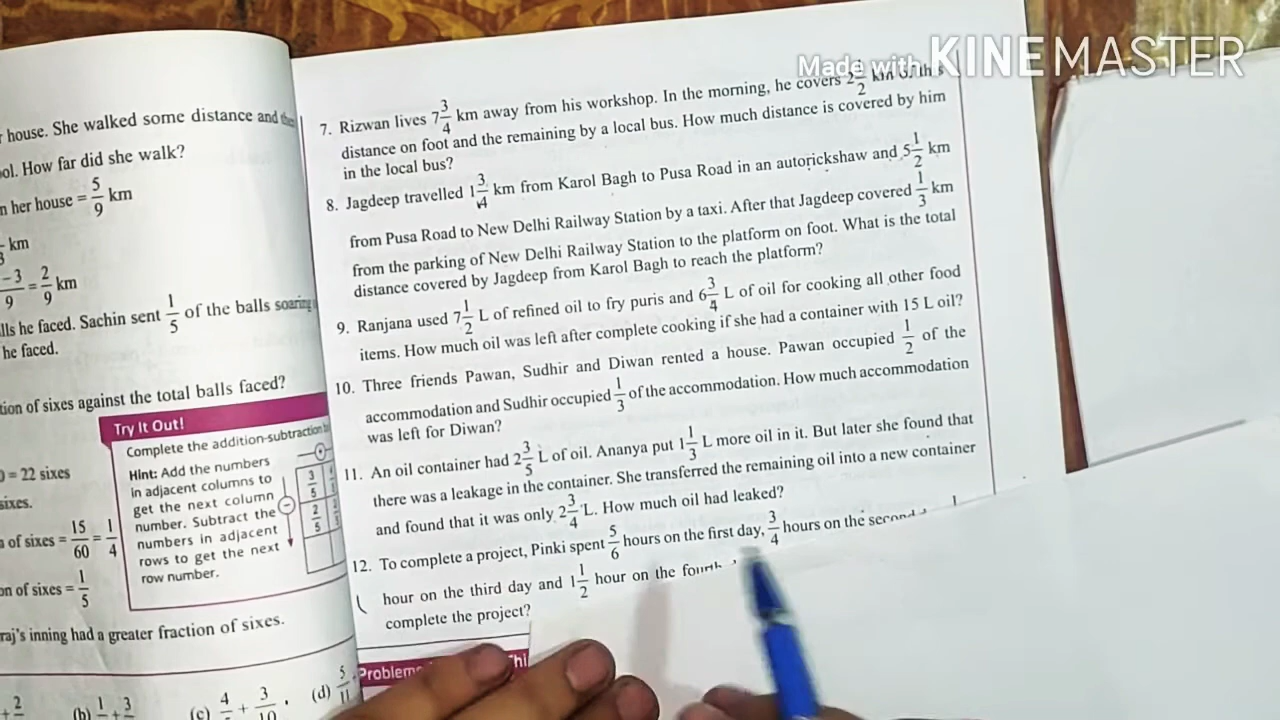 Made with KINEMASTER
r house. She walked some distance and the
ol. How far did she walk?
n her house = 5/9 km
km
-3/9 = 2/9 km
lls he faced. Sachin sent 1/5 of the balls soaring
he faced.
tion of sixes against the total balls faced?
0 = 22 sixes
sixes.
of sixes = 15/60 = 1/4
on of sixes = 1/5
raj's inning had a greater fraction of sixes.
(b) 1/ + 3/
(c) 4/ + 3/10
(d) 5/11
Try It Out!
Complete the addition-subtraction
Hint: Add the numbers
in adjacent columns to
get the next column
number. Subtract the
numbers in adjacent
rows to get the next
row number.
3/5
2/5
7. Rizwan lives 7 3/4 km away from his workshop. In the morning, he covers 2 1/2 km of this
distance on foot and the remaining by a local bus. How much distance is covered by him
in the local bus?
8. Jagdeep travelled 1 3/4 km from Karol Bagh to Pusa Road in an autorickshaw and 5 1/2 km
from Pusa Road to New Delhi Railway Station by a taxi. After that Jagdeep covered 1/3 km
from the parking of New Delhi Railway Station to the platform on foot. What is the total
distance covered by Jagdeep from Karol Bagh to reach the platform?
9. Ranjana used 7 1/2 L of refined oil to fry puris and 6 3/4 L of oil for cooking all other food
items. How much oil was left after complete cooking if she had a container with 15 L oil?
10. Three friends Pawan, Sudhir and Diwan rented a house. Pawan occupied 1/2 of the
accommodation and Sudhir occupied 1/3 of the accommodation. How much accommodation
was left for Diwan?
11. An oil container had 2 3/5 L of oil. Ananya put 1 1/3 L more oil in it. But later she found that
there was a leakage in the container. She transferred the remaining oil into a new container
and found that it was only 2 3/4 L. How much oil had leaked?
12. To complete a project, Pinki spent 5/6 hours on the first day, 3/4 hours on the second
hour on the third day and 1 1/2 hour on the fourth
complete the project?
Problems Thi